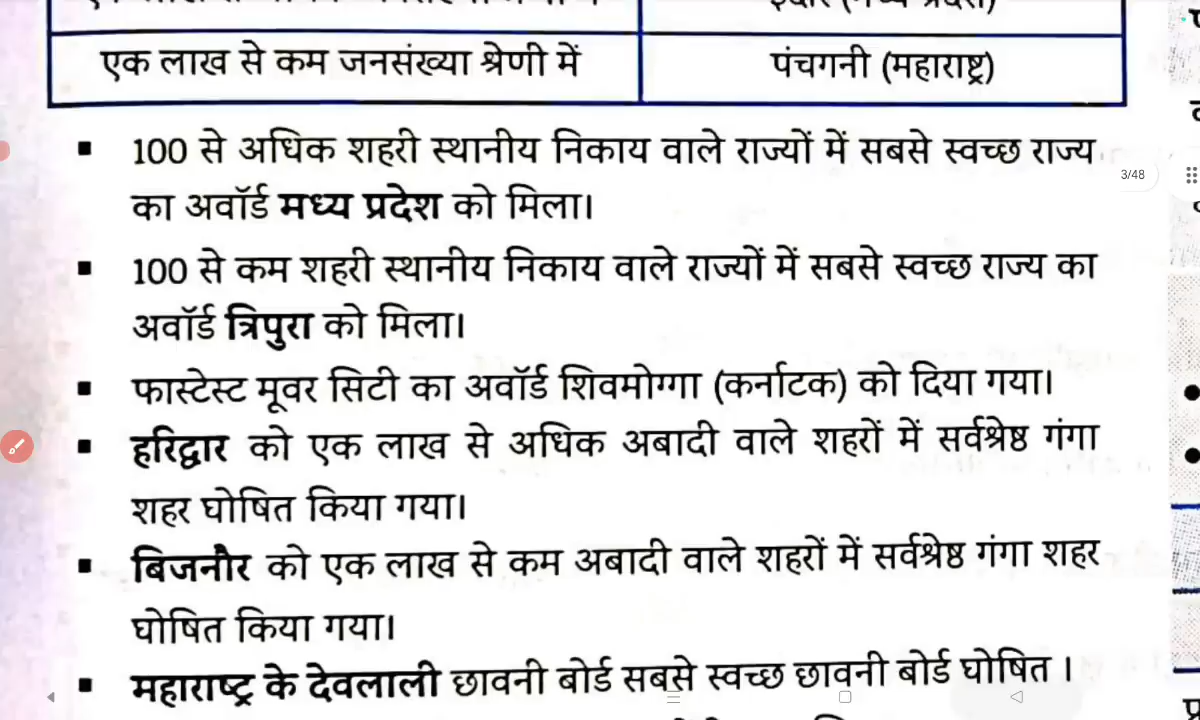 एक लाख से कम जनसंख्या श्रेणी में
पंचगनी (महाराष्ट्र)
▪ 100 से अधिक शहरी स्थानीय निकाय वाले राज्यों में सबसे स्वच्छ राज्य
का अवॉर्ड मध्य प्रदेश को मिला।
3/48
▪ 100 से कम शहरी स्थानीय निकाय वाले राज्यों में सबसे स्वच्छ राज्य का
अवॉर्ड त्रिपुरा को मिला।
▪ फास्टेस्ट मूवर सिटी का अवॉर्ड शिवमोग्गा (कर्नाटक) को दिया गया।
▪ हरिद्वार को एक लाख से अधिक अबादी वाले शहरों में सर्वश्रेष्ठ गंगा
शहर घोषित किया गया।
▪ बिजनौर को एक लाख से कम अबादी वाले शहरों में सर्वश्रेष्ठ गंगा शहर
घोषित किया गया।
▪ महाराष्ट्र के देवलाली छावनी बोर्ड सबसे स्वच्छ छावनी बोर्ड घोषित ।